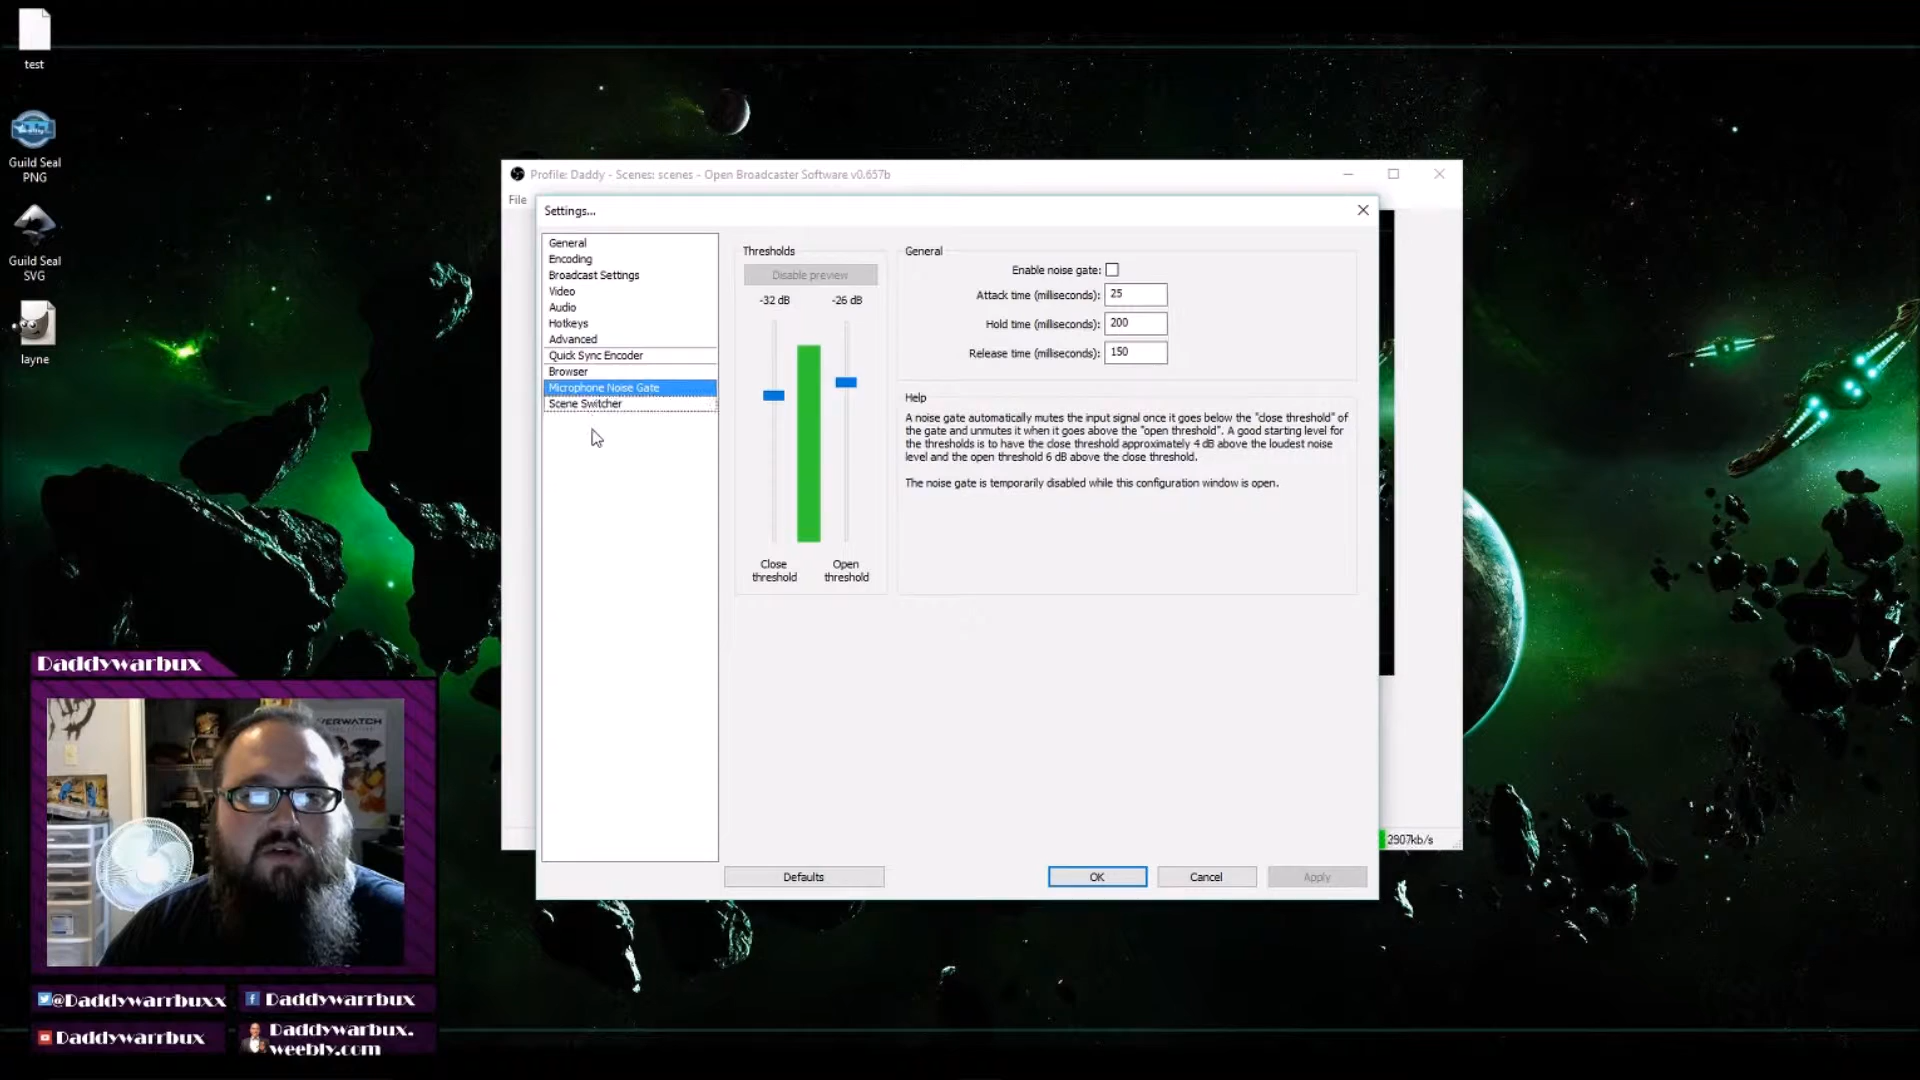 test
Guild Seal
PNG
Guild Seal
SVG
layne
Profile: Daddy - Scenes: scenes - Open Broadcaster Software v0.657b
File
Settings...
General
Encoding
Broadcast Settings
Video
Audio
Hotkeys
Advanced
Quick Sync Encoder
Browser
Microphone Noise Gate
Scene Switcher
Thresholds
Disable preview
-32 dB
-26 dB
Close
threshold
Open
threshold
General
Enable noise gate:
Attack time (milliseconds): 25
Hold time (milliseconds): 200
Release time (milliseconds): 150
Help
A noise gate automatically mutes the input signal once it goes below the "close threshold" of
the gate and unmutes it when it goes above the "open threshold". A good starting level for
the thresholds is to have the close threshold approximately 4 dB above the loudest noise
level and the open threshold 6 dB above the close threshold.
The noise gate is temporarily disabled while this configuration window is open.
2907kb/s
Defaults
OK
Cancel
Apply
Daddywarbux
VERWATCH
@Daddywarrbuxx
Daddywarrbux
Daddywarrbux
Daddywarbux.
weebly.com